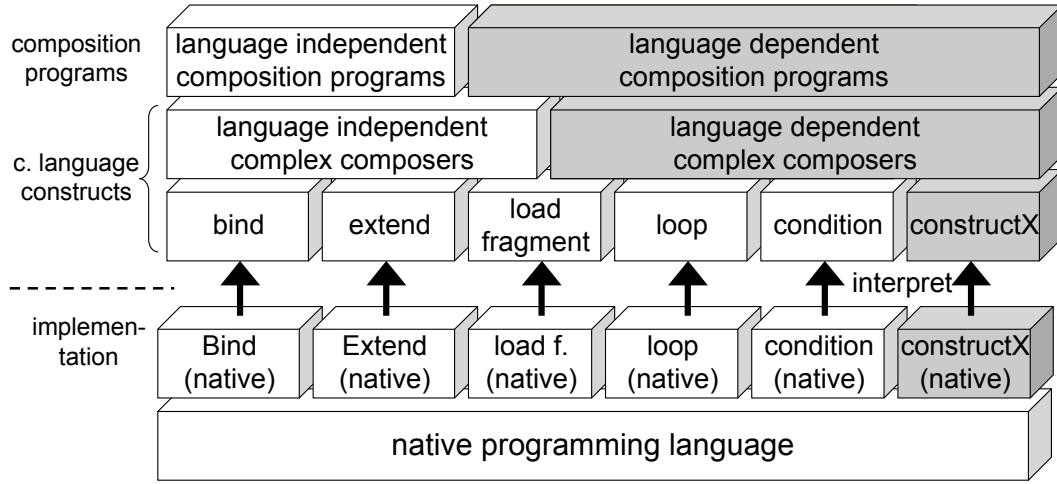 composition
programs
language independent
composition programs
language dependent
composition programs
c. language
constructs
language independent
complex composers
language dependent
complex composers
bind
extend
load
fragment
loop
condition
constructX
interpret
implemen-
tation
Bind
(native)
Extend
(native)
load f.
(native)
loop
(native)
condition
(native)
constructX
(native)
native programming language